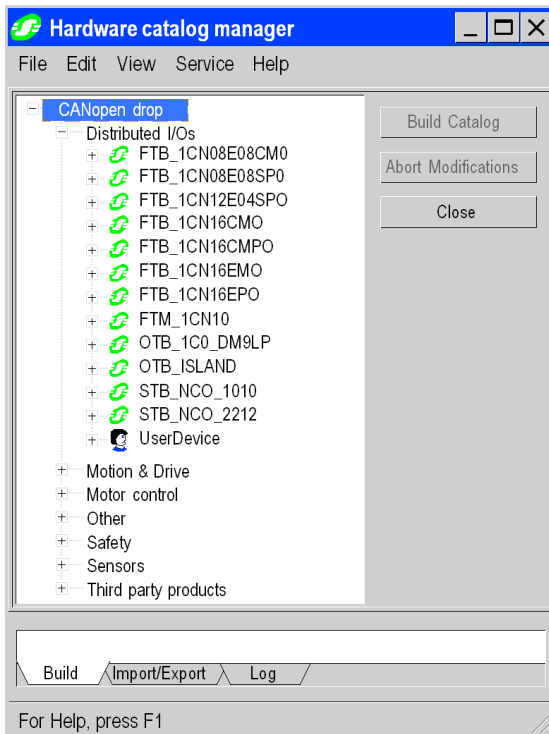 Hardware catalog manager
File Edit View Service Help
CANopen drop
Distributed I/Os
FTB_1CN08E08CM0
FTB_1CN08E08SP0
FTB_1CN12E04SPO
FTB_1CN16CMO
FTB_1CN16CMPO
FTB_1CN16EMO
FTB_1CN16EPO
FTM_1CN10
OTB_1C0_DM9LP
OTB_ISLAND
STB_NCO_1010
STB_NCO_2212
UserDevice
Motion & Drive
Motor control
Other
Safety
Sensors
Third party products
Build Catalog
Abort Modifications
Close
Build Import/Export Log
For Help, press F1